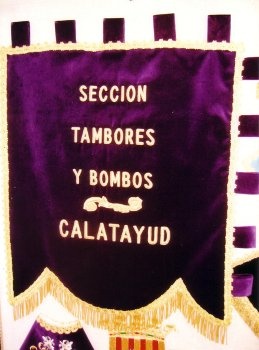 SECCION
TAMBORES
Y BOMBOS
CALATAYUD